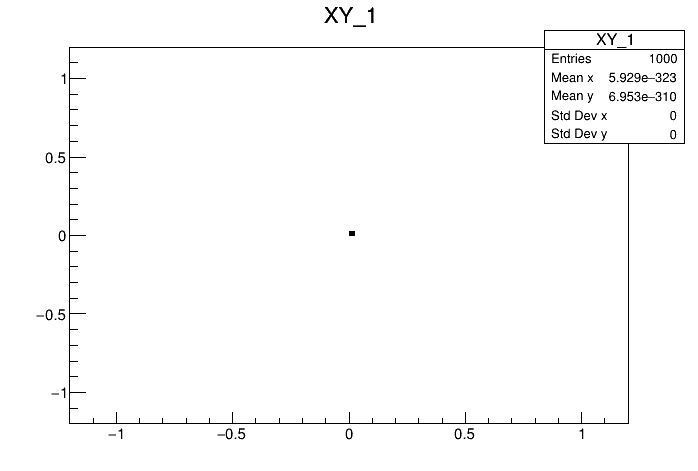 XY_1
XY_1
Entries 1000
Mean x 5.929e−323
Mean y 6.953e−310
Std Dev x 0
Std Dev y 0
1
0.5
0
−0.5
−1
−1 −0.5 0 0.5 1